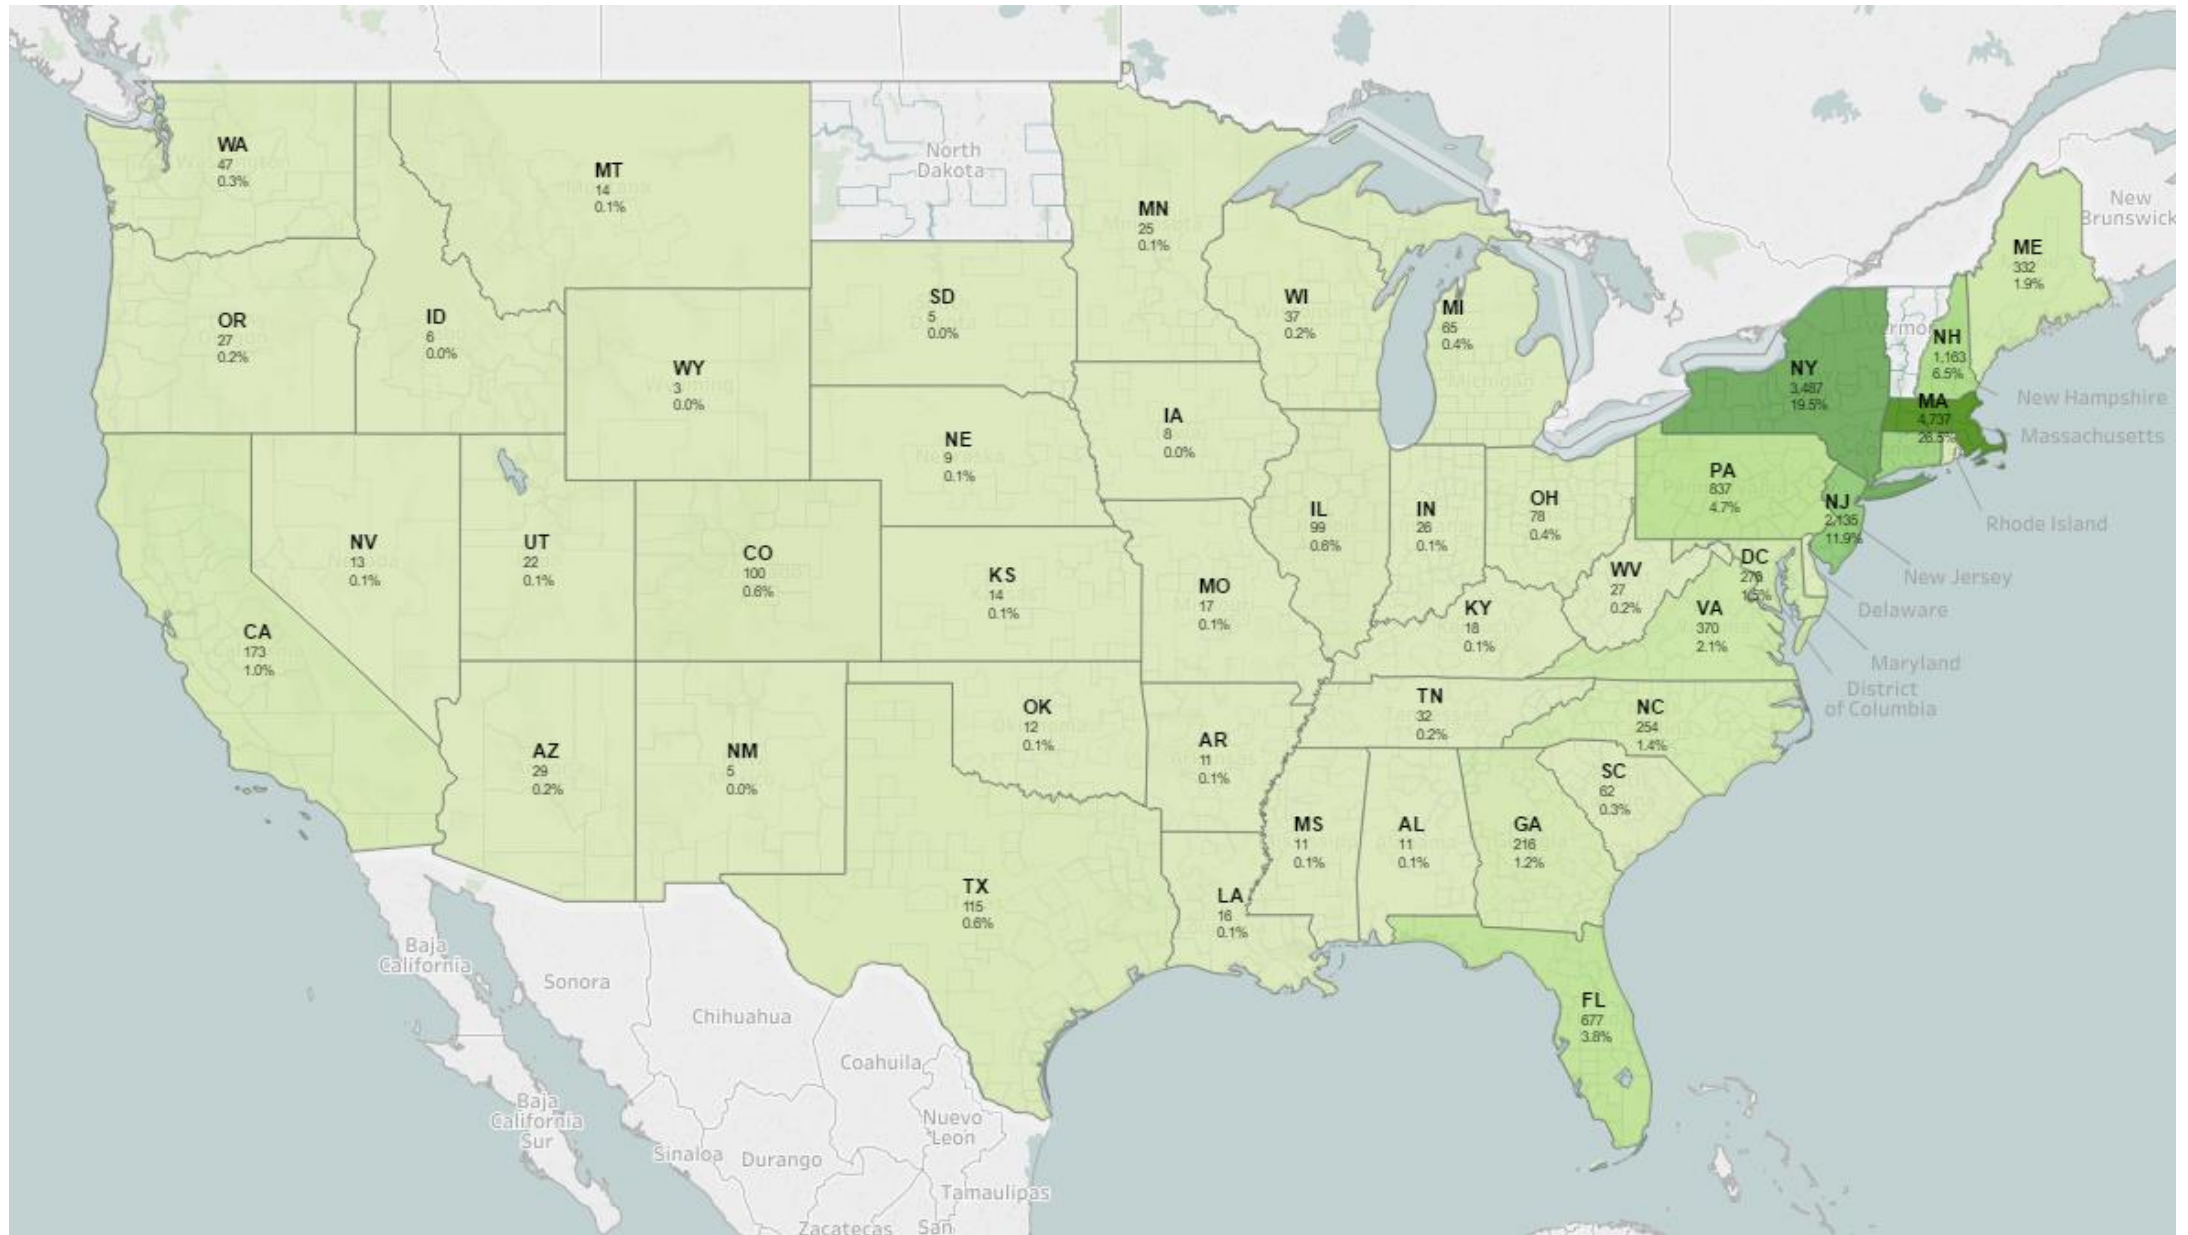 WA
47
0.3%
MT
14
0.1%
North
Dakota
MN
25
0.1%
New
Brunswick
OR
27
0.2%
ID
6
0.0%
WY
3
0.0%
SD
5
0.0%
WI
37
0.2%
MI
65
0.4%
Michigan
ME
332
1.9%
NY
3,487
19.5%
NH
1,163
6.5%
New Hampshire
MA
4,737
26.5%
Massachusetts
NE
9
0.1%
IA
8
0.0%
PA
837
4.7%
NJ
2,135
11.9%
Rhode Island
New Jersey
NV
13
0.1%
UT
22
0.1%
CO
100
0.6%
KS
14
0.1%
MO
17
0.1%
IL
99
0.6%
IN
26
0.1%
OH
78
0.4%
WV
27
0.2%
DC
1.5%
Delaware
CA
173
1.0%
KY
18
0.1%
VA
370
2.1%
Maryland
District
of Columbia
AZ
29
0.2%
NM
5
0.0%
OK
12
0.1%
AR
11
0.1%
TN
32
0.2%
NC
254
1.4%
SC
62
0.3%
TX
115
0.6%
LA
16
0.1%
MS
11
0.1%
AL
11
0.1%
GA
216
1.2%
FL
677
3.8%
Baja
California
Sonora
Chihuahua
Coahuila
Baja
California
Sur
Nuevo
Leon
Sinaloa
Durango
Tamaulipas
Zacatecas
San